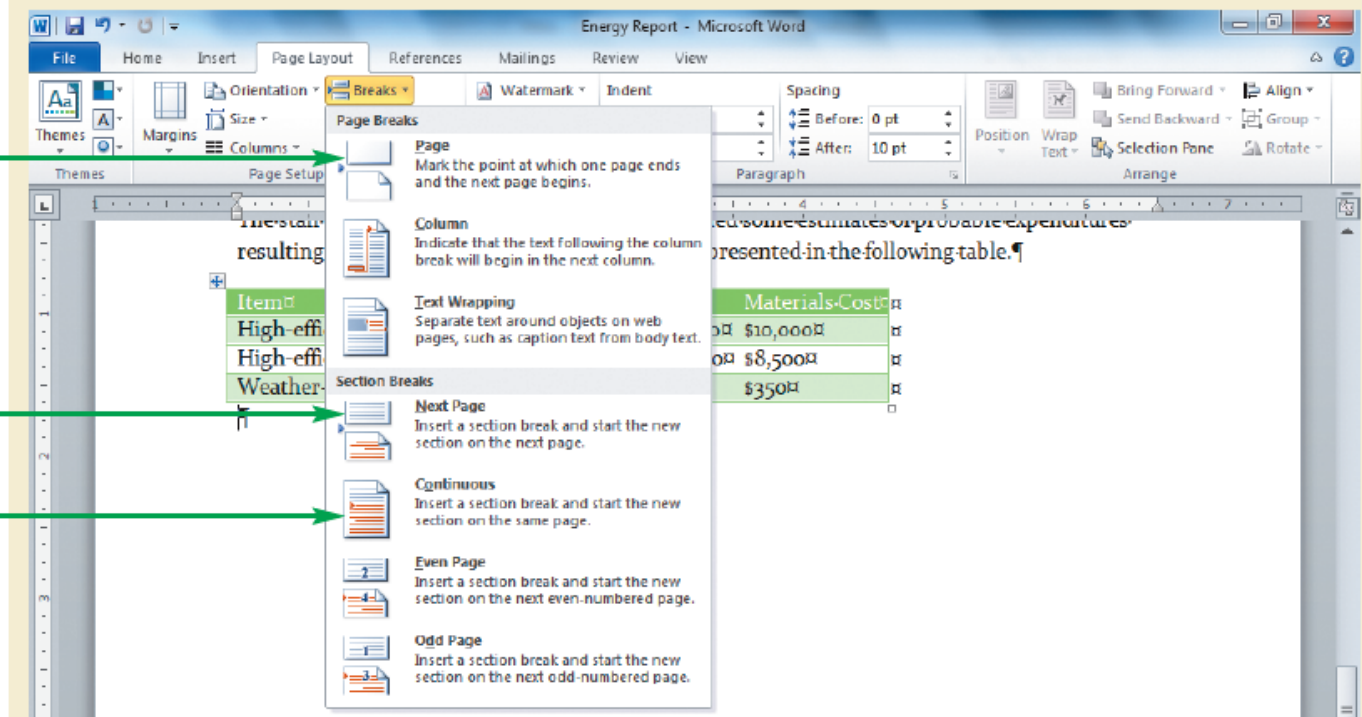 Energy Report - Microsoft Word
File Home Insert Page Layout References Mailings Review View
Orientation Breaks Watermark Indent Spacing Bring Forward Align
Themes Margins Size Before: 0 pt Position Wrap Text Send Backward Group
Columns After: 10 pt Selection Pane Rotate
Themes Page Setup Paragraph Arrange
Page Breaks
Page
Mark the point at which one page ends
and the next page begins.
Column
Indicate that the text following the column
break will begin in the next column.
Text Wrapping
Separate text around objects on web
pages, such as caption text from body text.
Section Breaks
Next Page
Insert a section break and start the new
section on the next page.
Continuous
Insert a section break and start the new
section on the same page.
Even Page
Insert a section break and start the new
section on the next even-numbered page.
Odd Page
Insert a section break and start the new
section on the next odd-numbered page.
4 5 6 7
some·estimates·of·probable·expenditures·
resulting presented·in·the·following·table.¶
Item¤ Materials·Cost¤ ¤
High-effi $10,000¤ ¤
High-effi $8,500¤ ¤
Weather- $350¤ ¤
¶